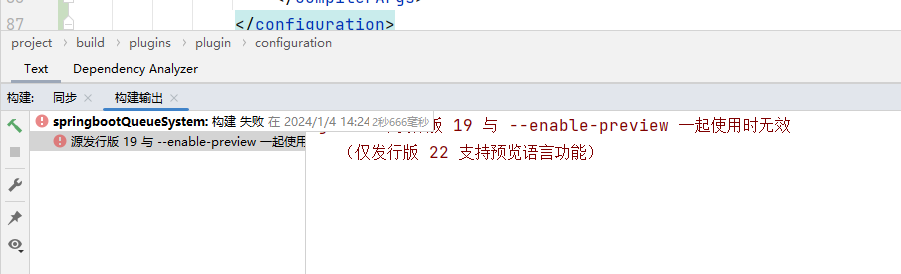 87
</configuration>
project > build > plugins > plugin > configuration
Text Dependency Analyzer
构建: 同步 × 构建输出 ×
springbootQueueSystem: 构建 失败 在 2024/1/4 14:24 2秒666毫秒
源发行版 19 与 --enable-preview 一起使用
版 19 与 --enable-preview 一起使用时无效
（仅发行版 22 支持预览语言功能）